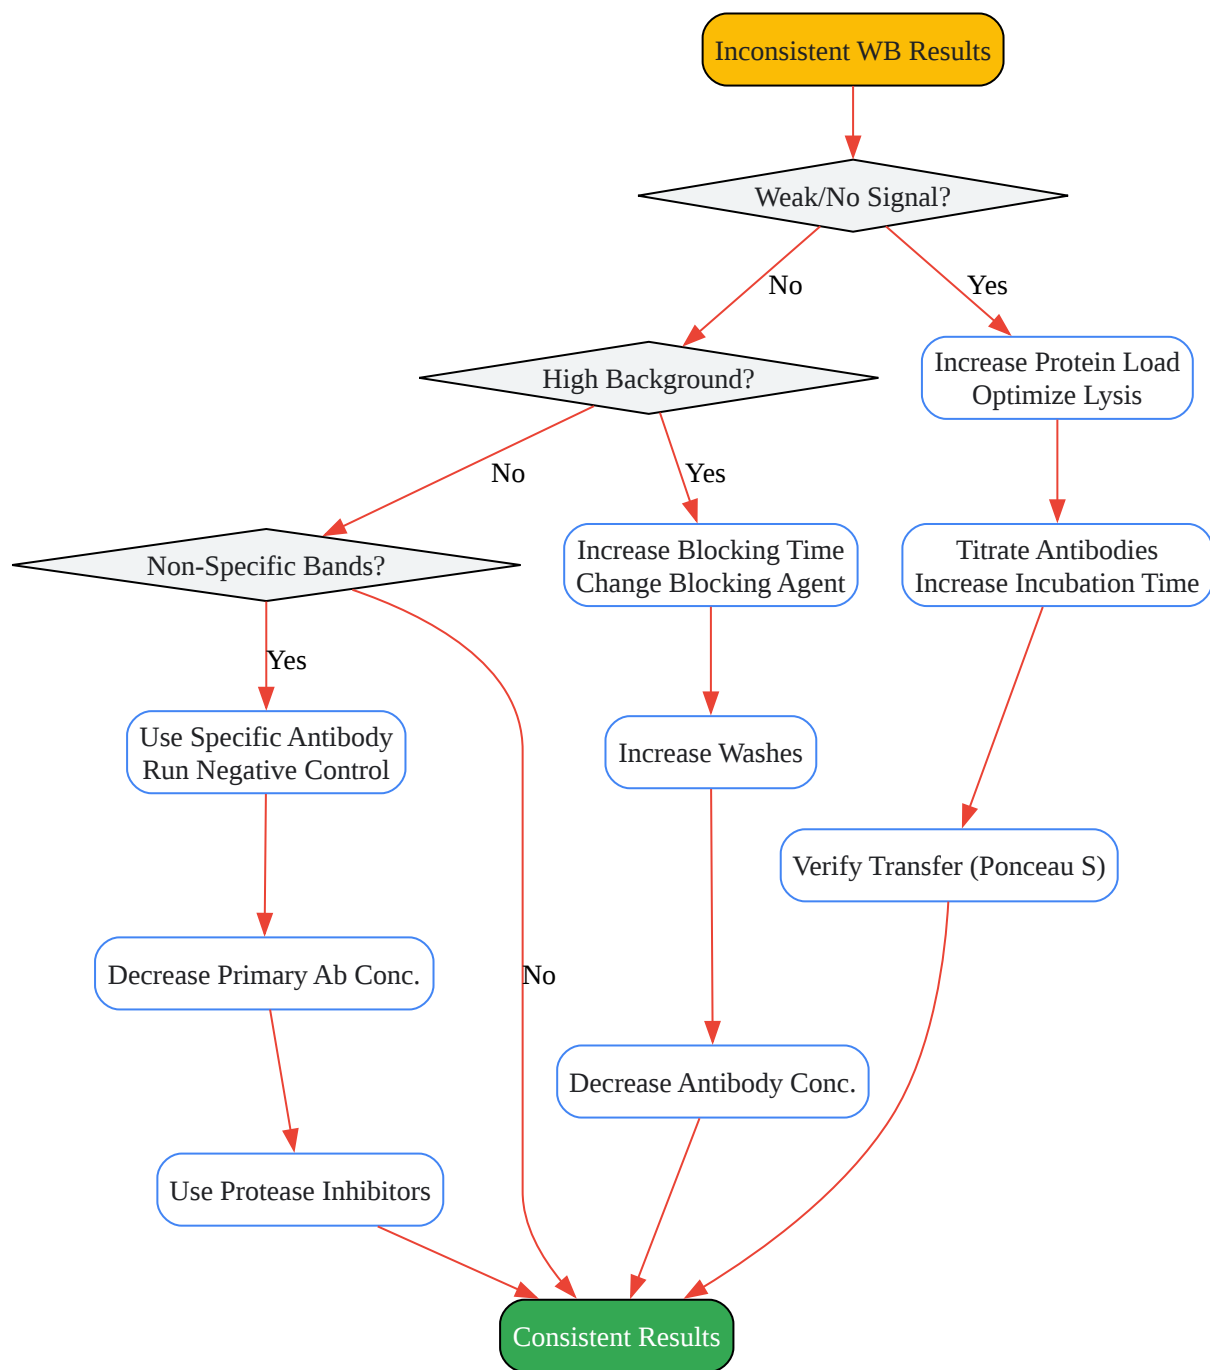 Inconsistent WB Results
Weak/No Signal?
No
Yes
High Background?
Increase Protein Load
Optimize Lysis
No
Yes
Non-Specific Bands?
Increase Blocking Time
Change Blocking Agent
Titrate Antibodies
Increase Incubation Time
Yes
Use Specific Antibody
Run Negative Control
Increase Washes
Verify Transfer (Ponceau S)
Decrease Primary Ab Conc.
No
Decrease Antibody Conc.
Use Protease Inhibitors
Consistent Results